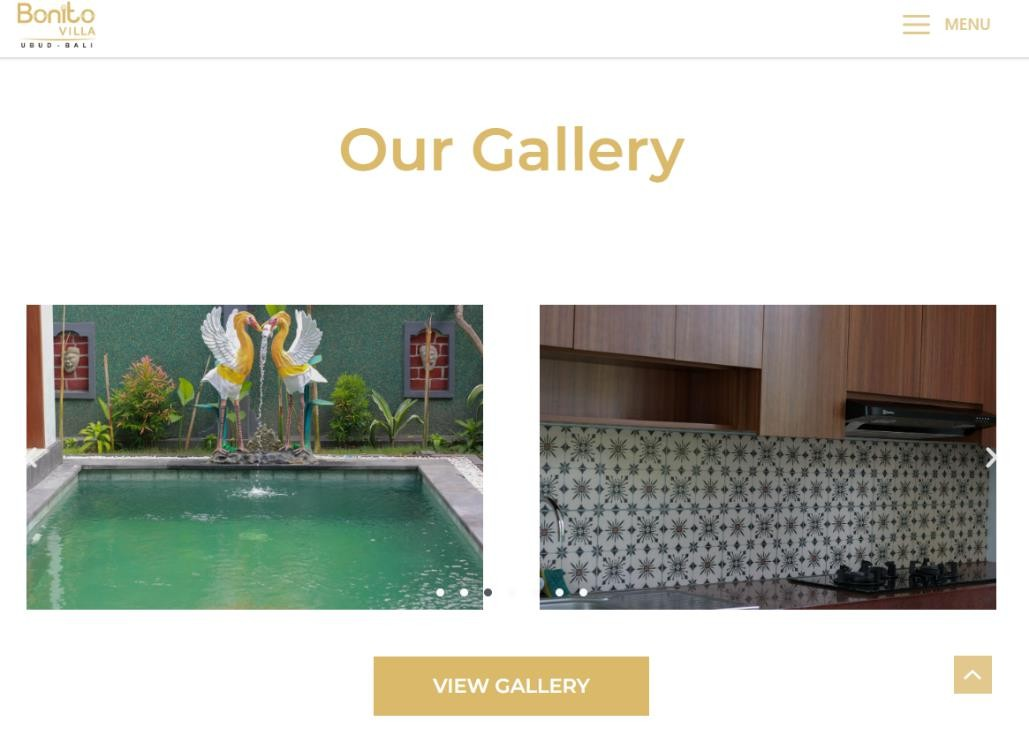 Bonito
VILLA
UBUD - BALI
MENU
Our Gallery
VIEW GALLERY